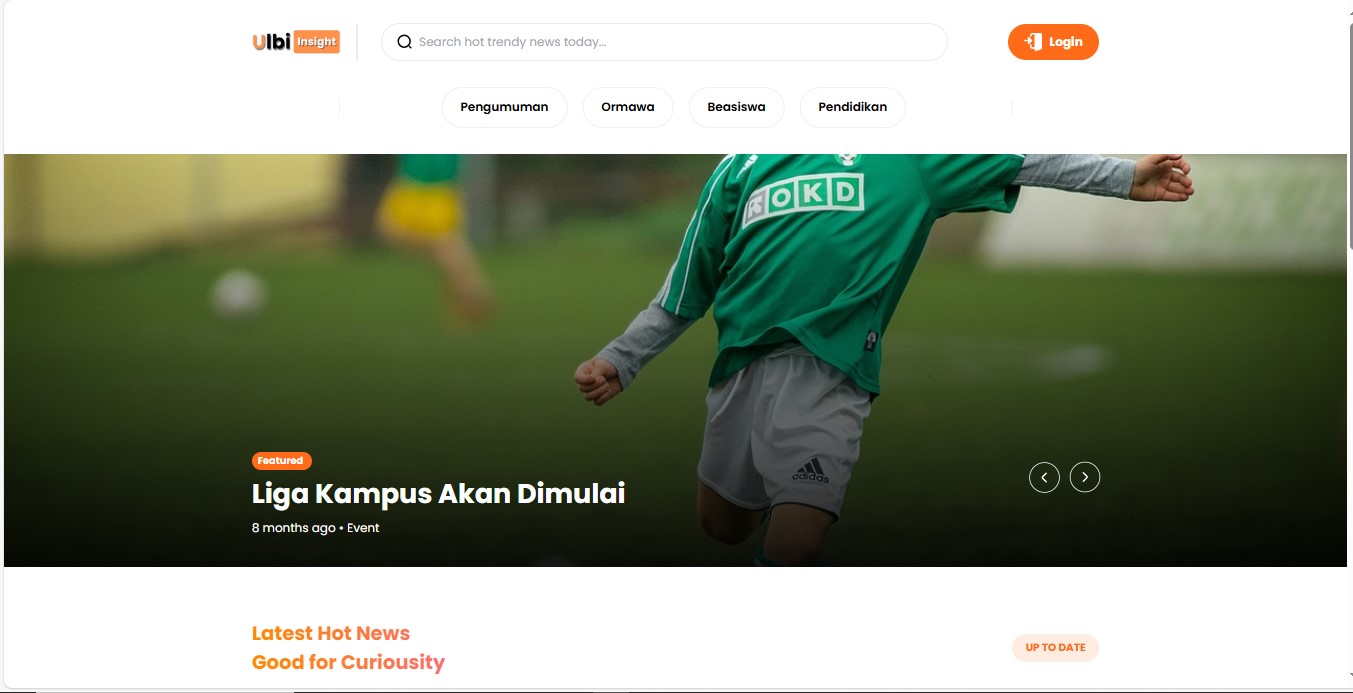 Ulbi Insight
Search hot trendy news today...
Login
Pengumuman
Ormawa
Beasiswa
Pendidikan
OKD
adidas
Featured
Liga Kampus Akan Dimulai
8 months ago • Event
Latest Hot News
Good for Curiousity
UP TO DATE